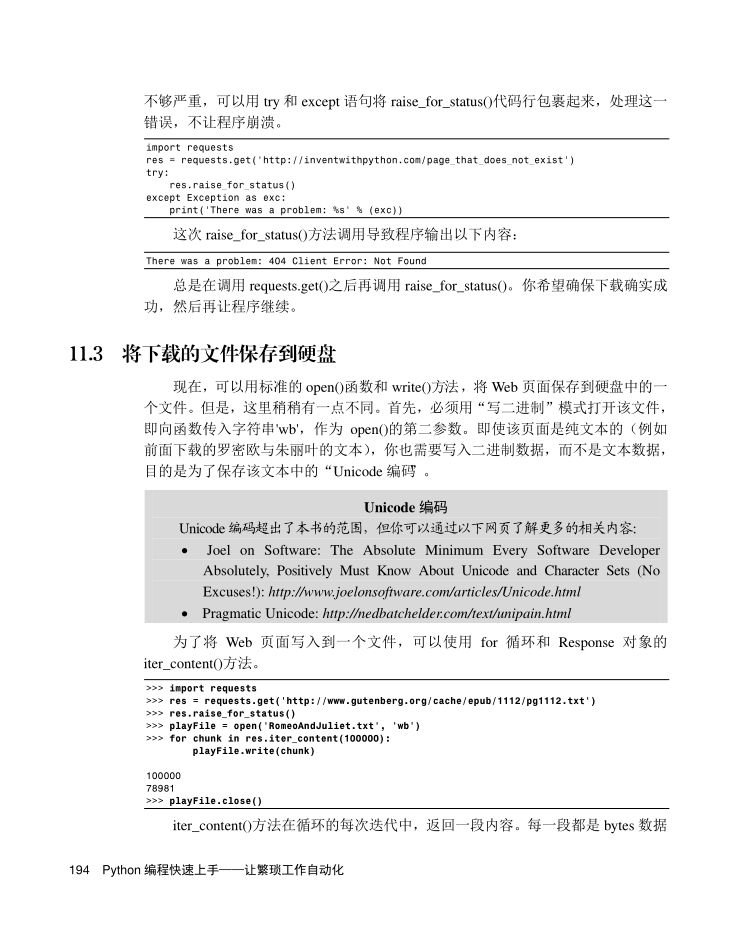 不够严重，可以用 try 和 except 语句将 raise_for_status()代码行包裹起来，处理这一
错误，不让程序崩溃。
import requests
res = requests.get('http://inventwithpython.com/page_that_does_not_exist')
try:
    res.raise_for_status()
except Exception as exc:
    print('There was a problem: %s' % (exc))
这次 raise_for_status()方法调用导致程序输出以下内容：
There was a problem: 404 Client Error: Not Found
总是在调用 requests.get()之后再调用 raise_for_status()。你希望确保下载确实成
功，然后再让程序继续。
11.3 将下载的文件保存到硬盘
现在，可以用标准的 open()函数和 write()方法，将 Web 页面保存到硬盘中的一
个文件。但是，这里稍稍有一点不同。首先，必须用“写二进制”模式打开该文件，
即向函数传入字符串'wb'，作为 open()的第二参数。即使该页面是纯文本的（例如
前面下载的罗密欧与朱丽叶的文本），你也需要写入二进制数据，而不是文本数据，
目的是为了保存该文本中的“Unicode 编码”。
Unicode 编码
Unicode 编码超出了本书的范围，但你可以通过以下网页了解更多的相关内容：
• Joel on Software: The Absolute Minimum Every Software Developer
Absolutely, Positively Must Know About Unicode and Character Sets (No
Excuses!): http://www.joelonsoftware.com/articles/Unicode.html
• Pragmatic Unicode: http://nedbatchelder.com/text/unipain.html
为了将 Web 页面写入到一个文件，可以使用 for 循环和 Response 对象的
iter_content()方法。
>>> import requests
>>> res = requests.get('http://www.gutenberg.org/cache/epub/1112/pg1112.txt')
>>> res.raise_for_status()
>>> playFile = open('RomeoAndJuliet.txt', 'wb')
>>> for chunk in res.iter_content(100000):
        playFile.write(chunk)
100000
78981
>>> playFile.close()
iter_content()方法在循环的每次迭代中，返回一段内容。每一段都是 bytes 数据
194 Python 编程快速上手——让繁琐工作自动化